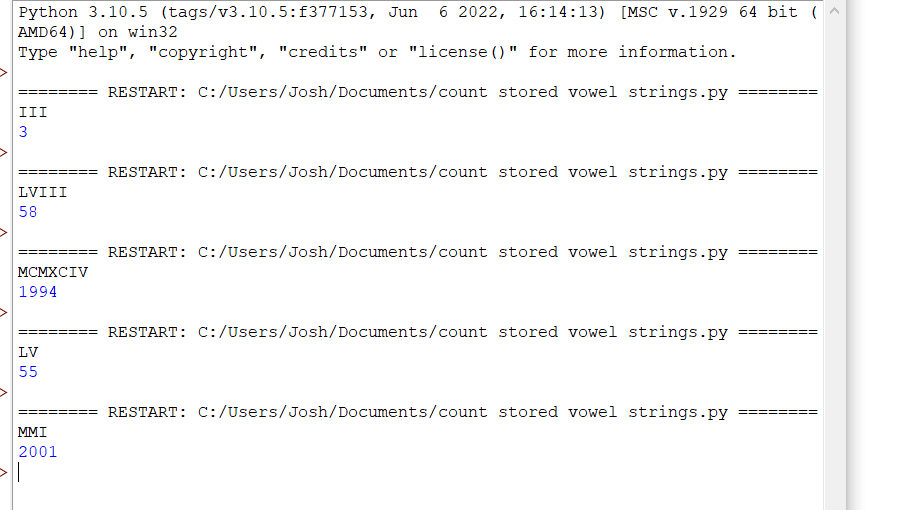 Python 3.10.5 (tags/v3.10.5:f377153, Jun  6 2022, 16:14:13) [MSC v.1929 64 bit (
AMD64)] on win32
Type "help", "copyright", "credits" or "license()" for more information.
>
======== RESTART: C:/Users/Josh/Documents/count stored vowel strings.py ========
III
3
>
======== RESTART: C:/Users/Josh/Documents/count stored vowel strings.py ========
LVIII
58
>
======== RESTART: C:/Users/Josh/Documents/count stored vowel strings.py ========
MCMXCIV
1994
>
======== RESTART: C:/Users/Josh/Documents/count stored vowel strings.py ========
LV
55
>
======== RESTART: C:/Users/Josh/Documents/count stored vowel strings.py ========
MMI
2001
>